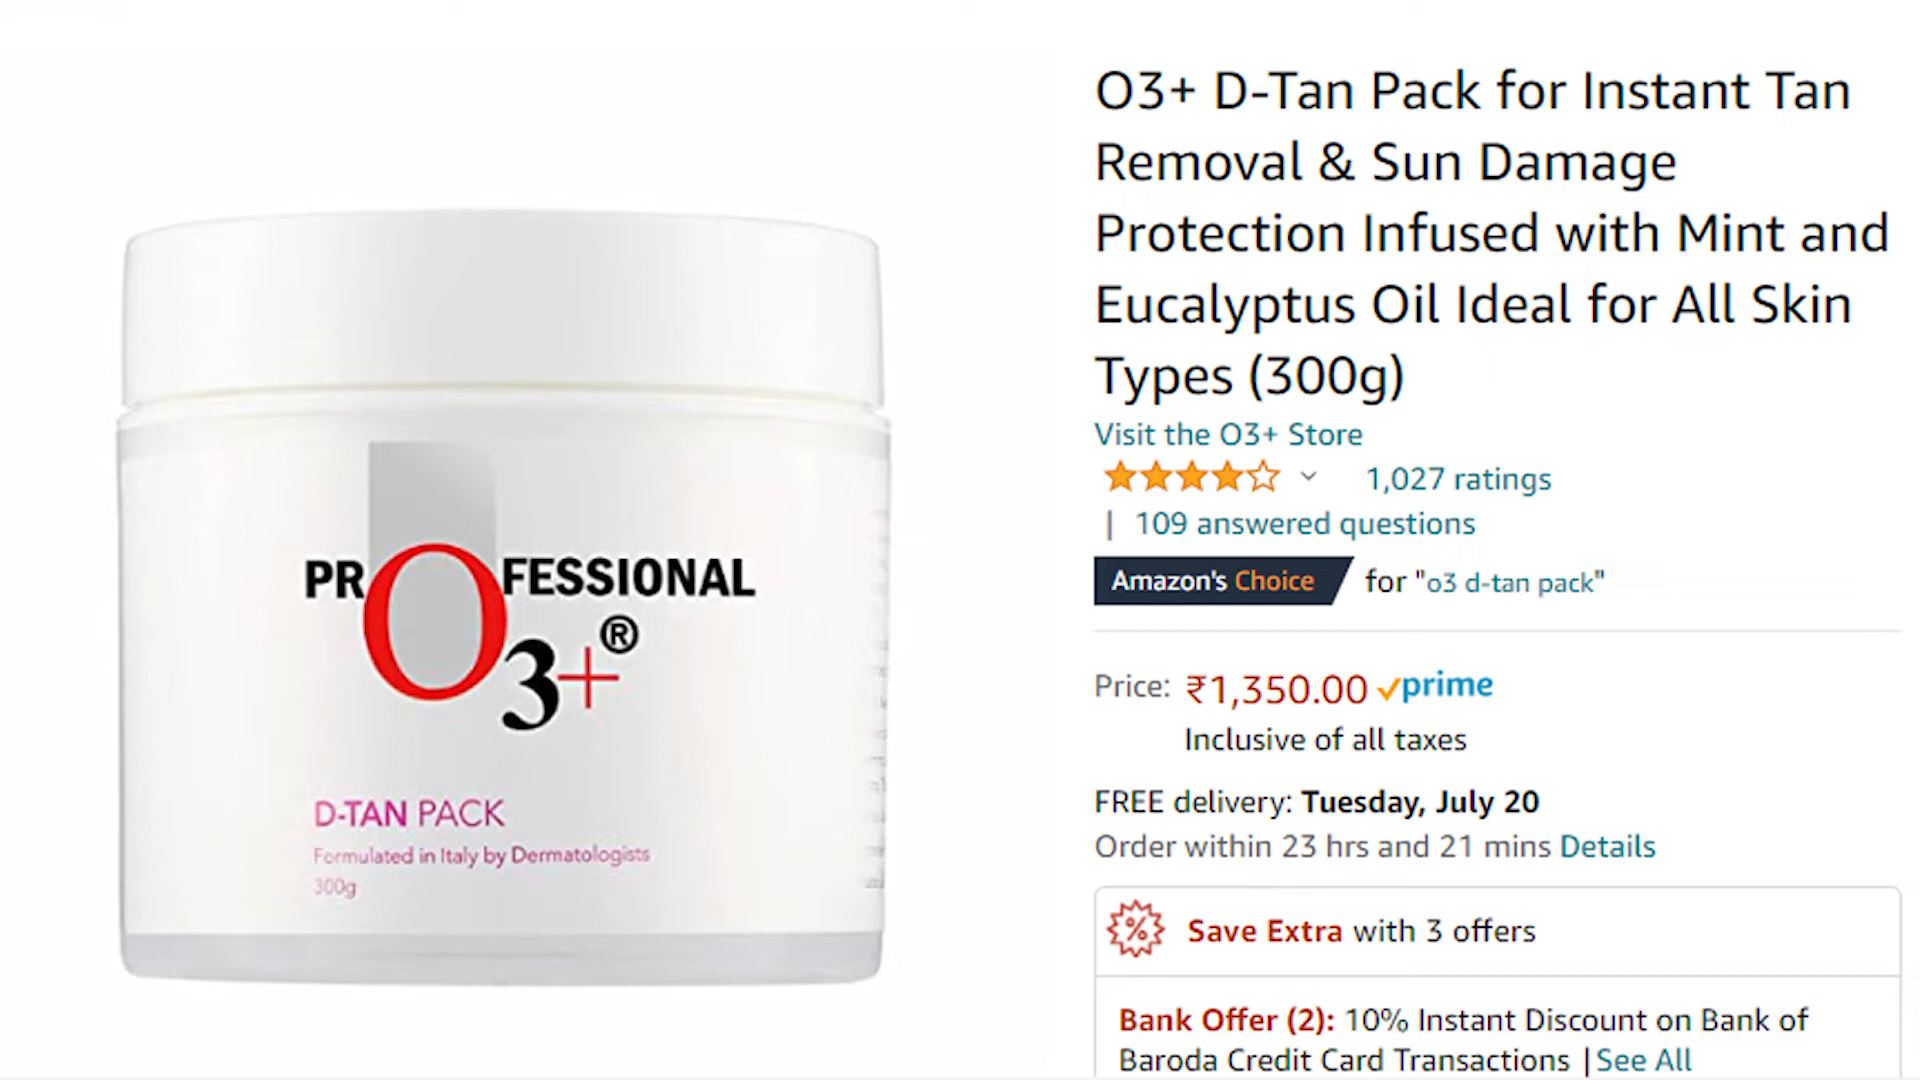 PROFESSIONAL
O3+®
D-TAN PACK
Formulated in Italy by Dermatologists
300g
O3+ D-Tan Pack for Instant Tan
Removal & Sun Damage
Protection Infused with Mint and
Eucalyptus Oil Ideal for All Skin
Types (300g)
Visit the O3+ Store
1,027 ratings
| 109 answered questions
Amazon's Choice for "o3 d-tan pack"
Price: ₹1,350.00 prime
Inclusive of all taxes
FREE delivery: Tuesday, July 20
Order within 23 hrs and 21 mins Details
% Save Extra with 3 offers
Bank Offer (2): 10% Instant Discount on Bank of
Baroda Credit Card Transactions | See All